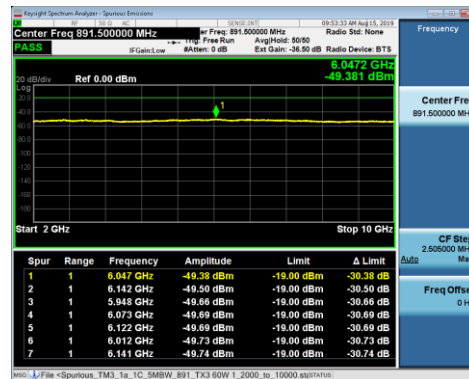 Keysight Spectrum Analyzer - Spurious Emissions
RF 50 Ω AC SENSE:INT 09:53:33 AM Aug 15, 2019
Center Freq 891.500000 MHz er Freq: 891.500000 MHz Radio Std: None Frequency
PASS Trig: Free Run Avg|Hold: 50/50
IFGain:Low #Atten: 0 dB Ext Gain: -36.50 dB Radio Device: BTS
6.0472 GHz
20 dB/div Ref 0.00 dBm -49.381 dBm
Log
1
Center Fre
891.500000 MH
Start 2 GHz Stop 10 GHz
CF Ste
2.505000 MH
Auto Ma
Spur Range Frequency Amplitude Limit Δ Limit
1 1 6.047 GHz -49.38 dBm -19.00 dBm -30.38 dB
2 1 6.142 GHz -49.50 dBm -19.00 dBm -30.50 dB
3 1 5.948 GHz -49.66 dBm -19.00 dBm -30.66 dB
4 1 6.073 GHz -49.69 dBm -19.00 dBm -30.69 dB
5 1 6.122 GHz -49.69 dBm -19.00 dBm -30.69 dB
6 1 6.012 GHz -49.73 dBm -19.00 dBm -30.73 dB
7 1 6.141 GHz -49.74 dBm -19.00 dBm -30.74 dB
Freq Offse
0 H
MSG File <Spurious_TM3_1a_1C_5MBW_891_TX3 60W 1_2000_to_10000.st STATUS